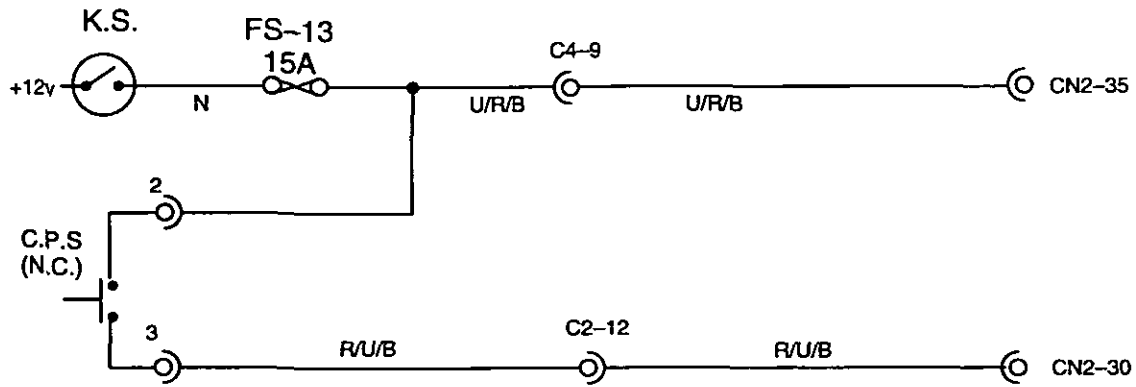 K.S.
FS-13
15A
C4-9
+12v
N
U/R/B
U/R/B
CN2-35
2
C.P.S
(N.C.)
3
R/U/B
C2-12
R/U/B
CN2-30